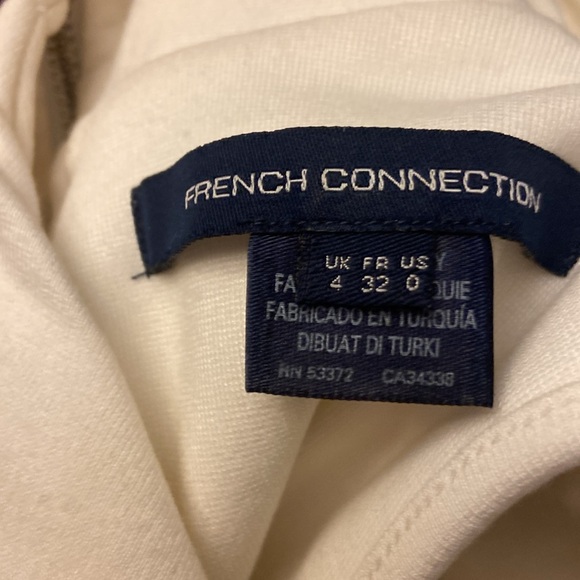 FRENCH CONNECTION
UK FR US
4 32 0
FABRICADO EN TURQUÍA
DIBUAT DI TURKI
RN 53372 CA34338